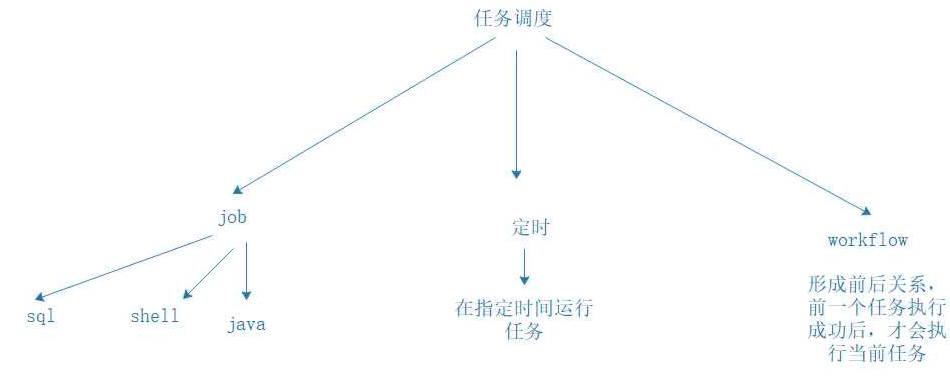 任务调度
job
定时
workflow
sql
shell
java
在指定时间运行
任务
形成前后关系，
前一个任务执行
成功后，才会执
行当前任务